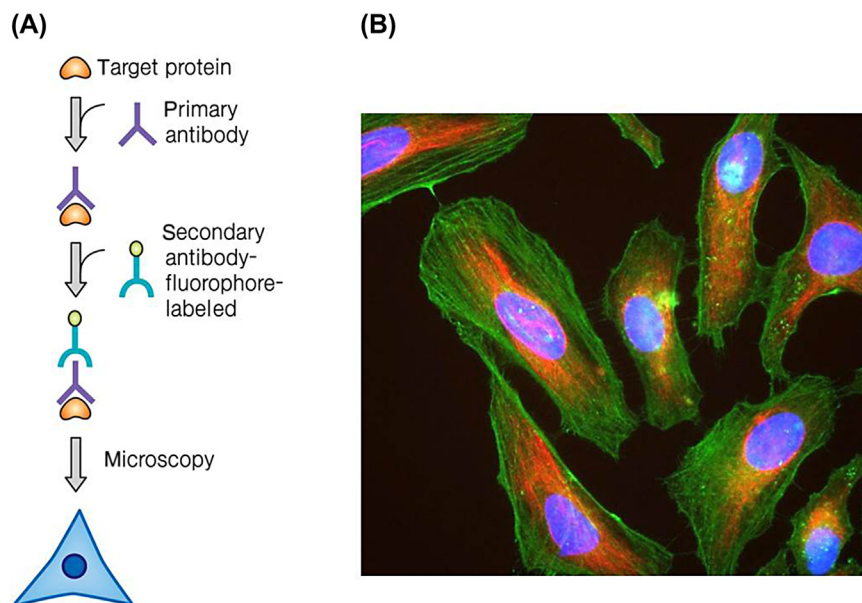 (A)
Target protein
Primary
antibody
Secondary
antibody-
fluorophore-
labeled
Microscopy
(B)